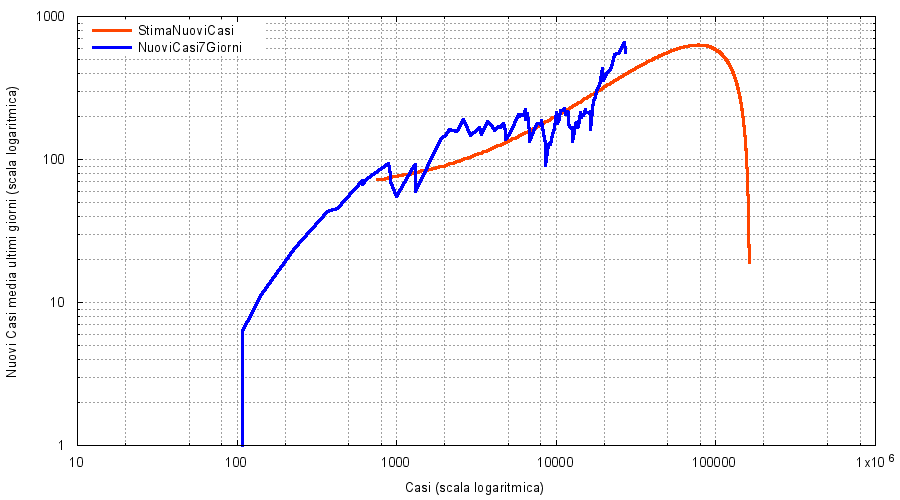 1000
StimaNuoviCasi
NuoviCasi7Giorni
100
10
1
10
100
1000
10000
100000
1x10 6
Nuovi Casi media ultimi giorni (scala logaritmica)
Casi (scala logaritmica)